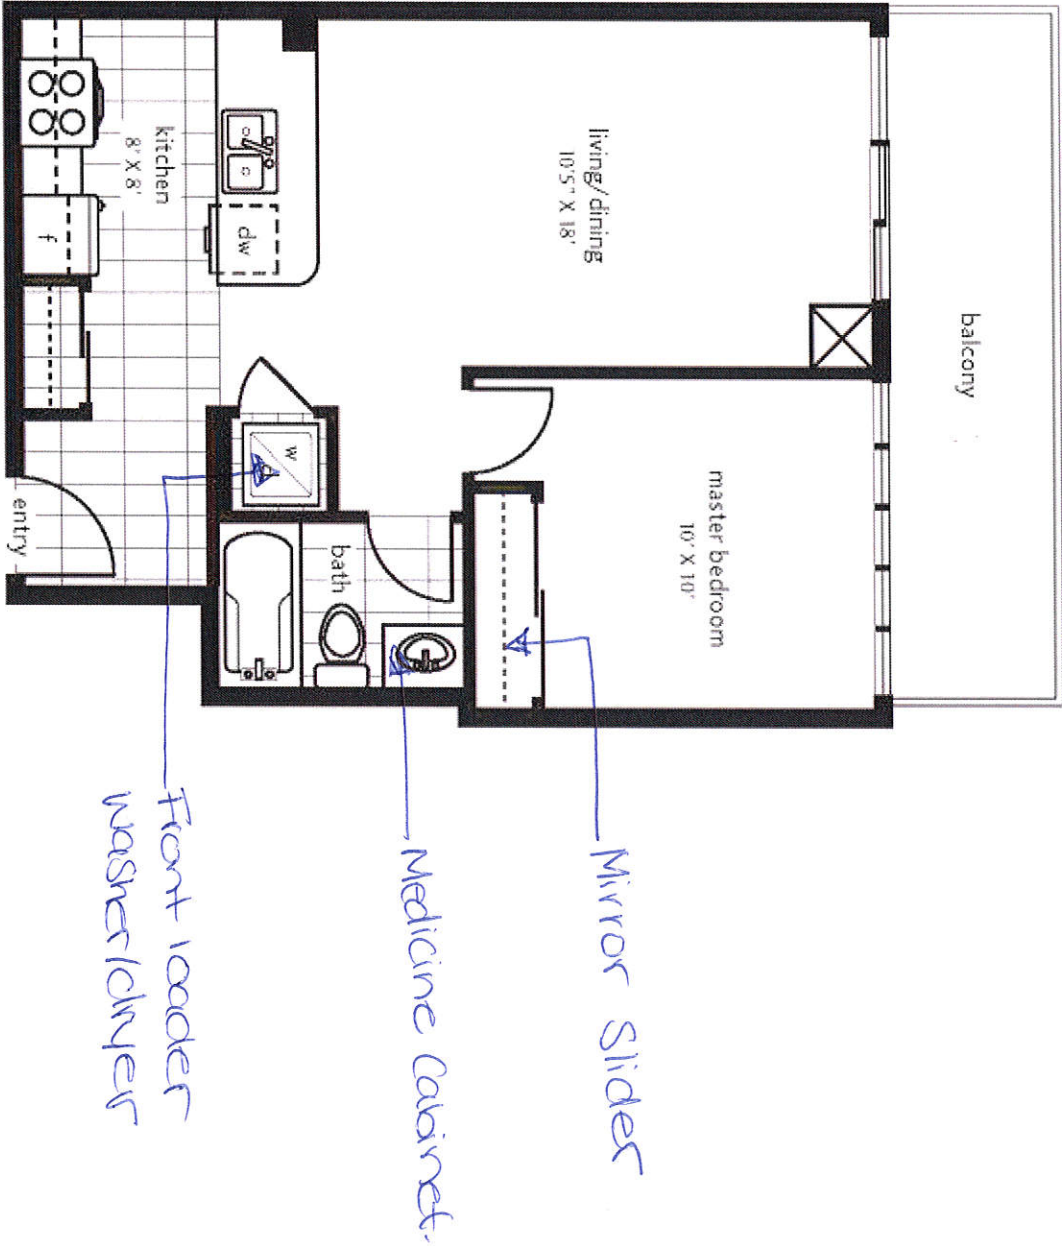 balcony
living/dining
10'5" X 18'
master bedroom
10' X 10'
kitchen
8' X 8'
dw
f
w
bath
entry
Mirror Slider
Medicine Cabinet.
Front loader
washer/dryer